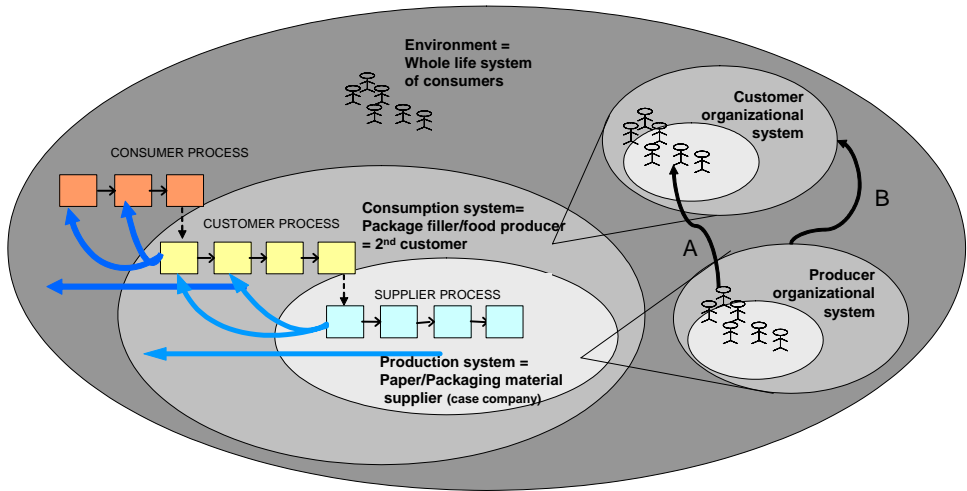 Environment =
Whole life system
of consumers
Customer
organizational
system
CONSUMER PROCESS
CUSTOMER PROCESS
Consumption system=
Package filler/food producer
= 2nd customer
B
A
SUPPLIER PROCESS
Producer
organizational
system
Production system =
Paper/Packaging material
supplier (case company)